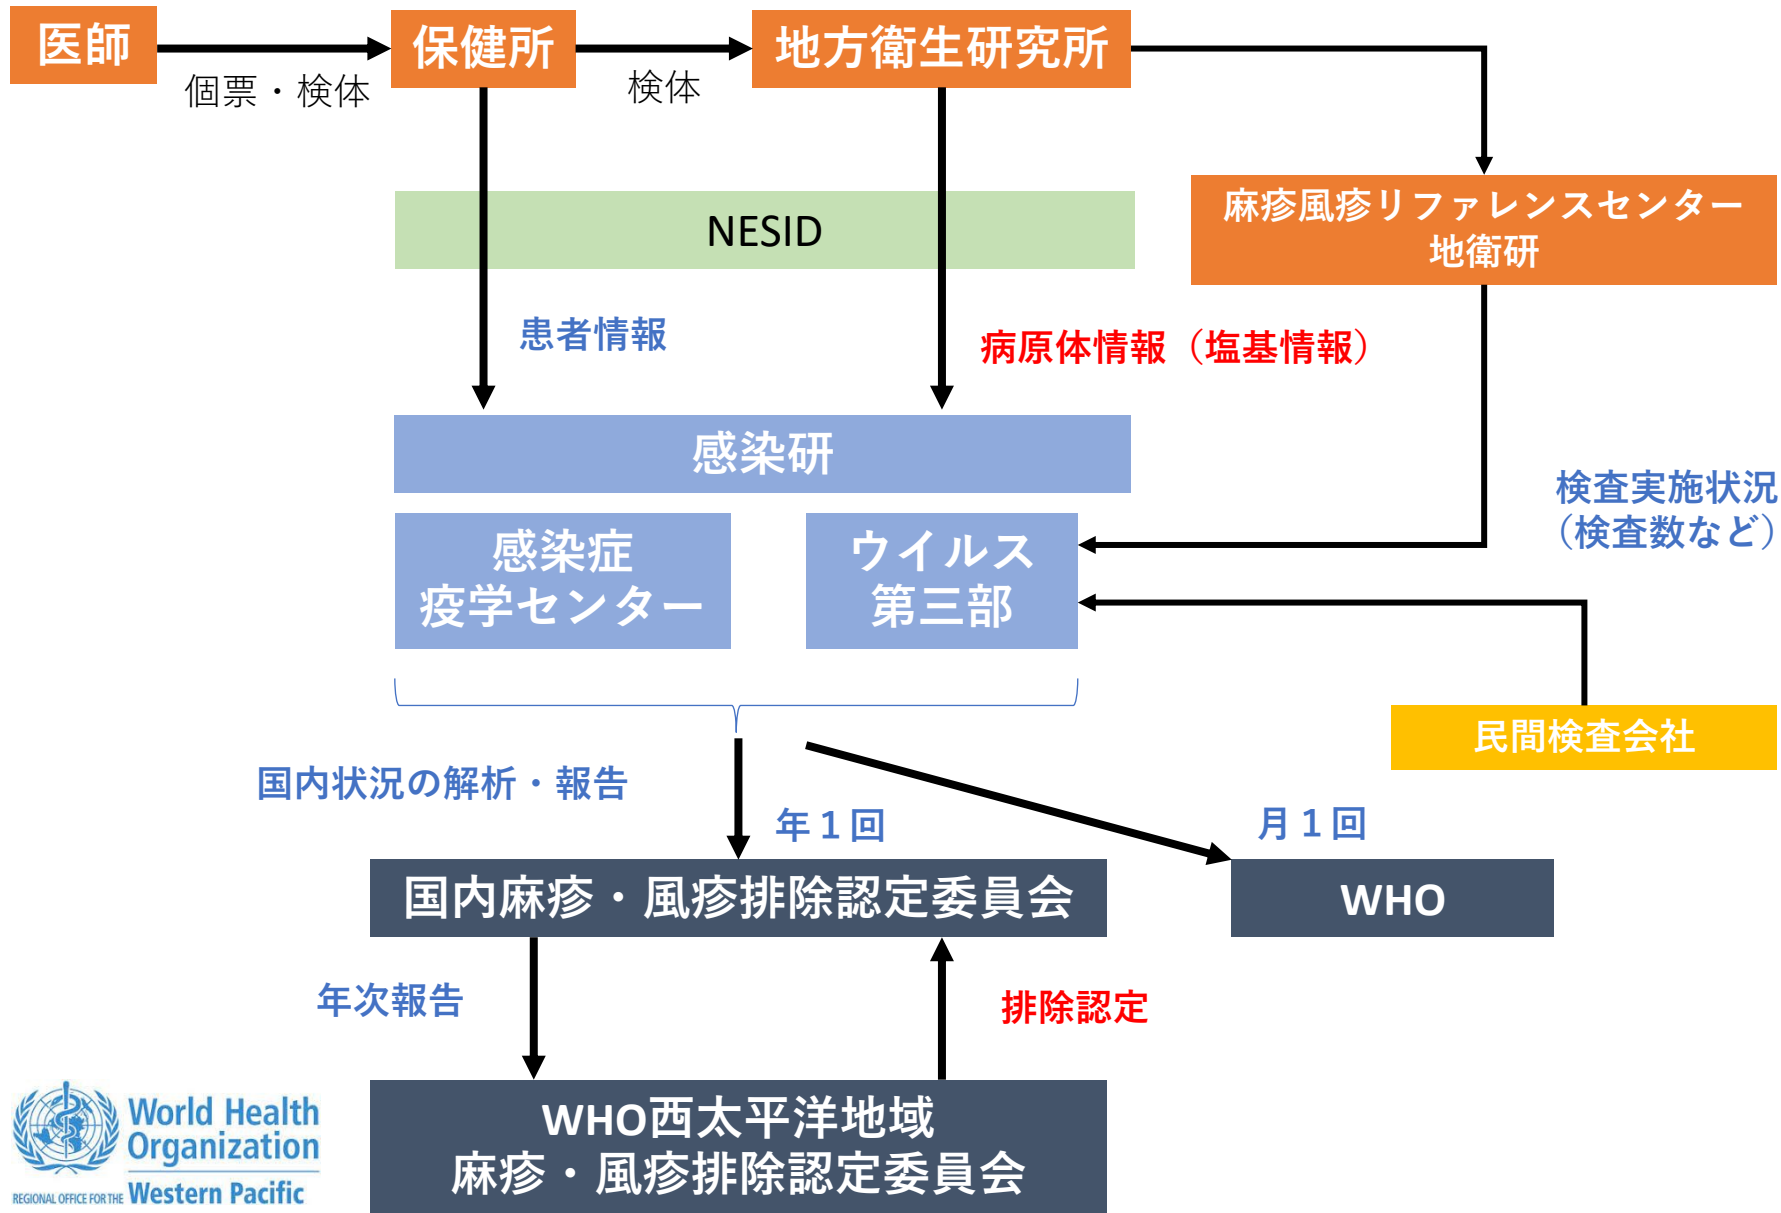 医師
保健所
地方衛生研究所
個票・検体
検体
麻疹風疹リファレンスセンター
地衛研
NESID
患者情報
病原体情報（塩基情報）
感染研
検査実施状況
（検査数など）
感染症
疫学センター
ウイルス
第三部
民間検査会社
国内状況の解析・報告
年１回
月１回
国内麻疹・風疹排除認定委員会
WHO
年次報告
排除認定
WHO西太平洋地域
麻疹・風疹排除認定委員会
World Health
Organization
REGIONAL OFFICE FOR THE Western Pacific